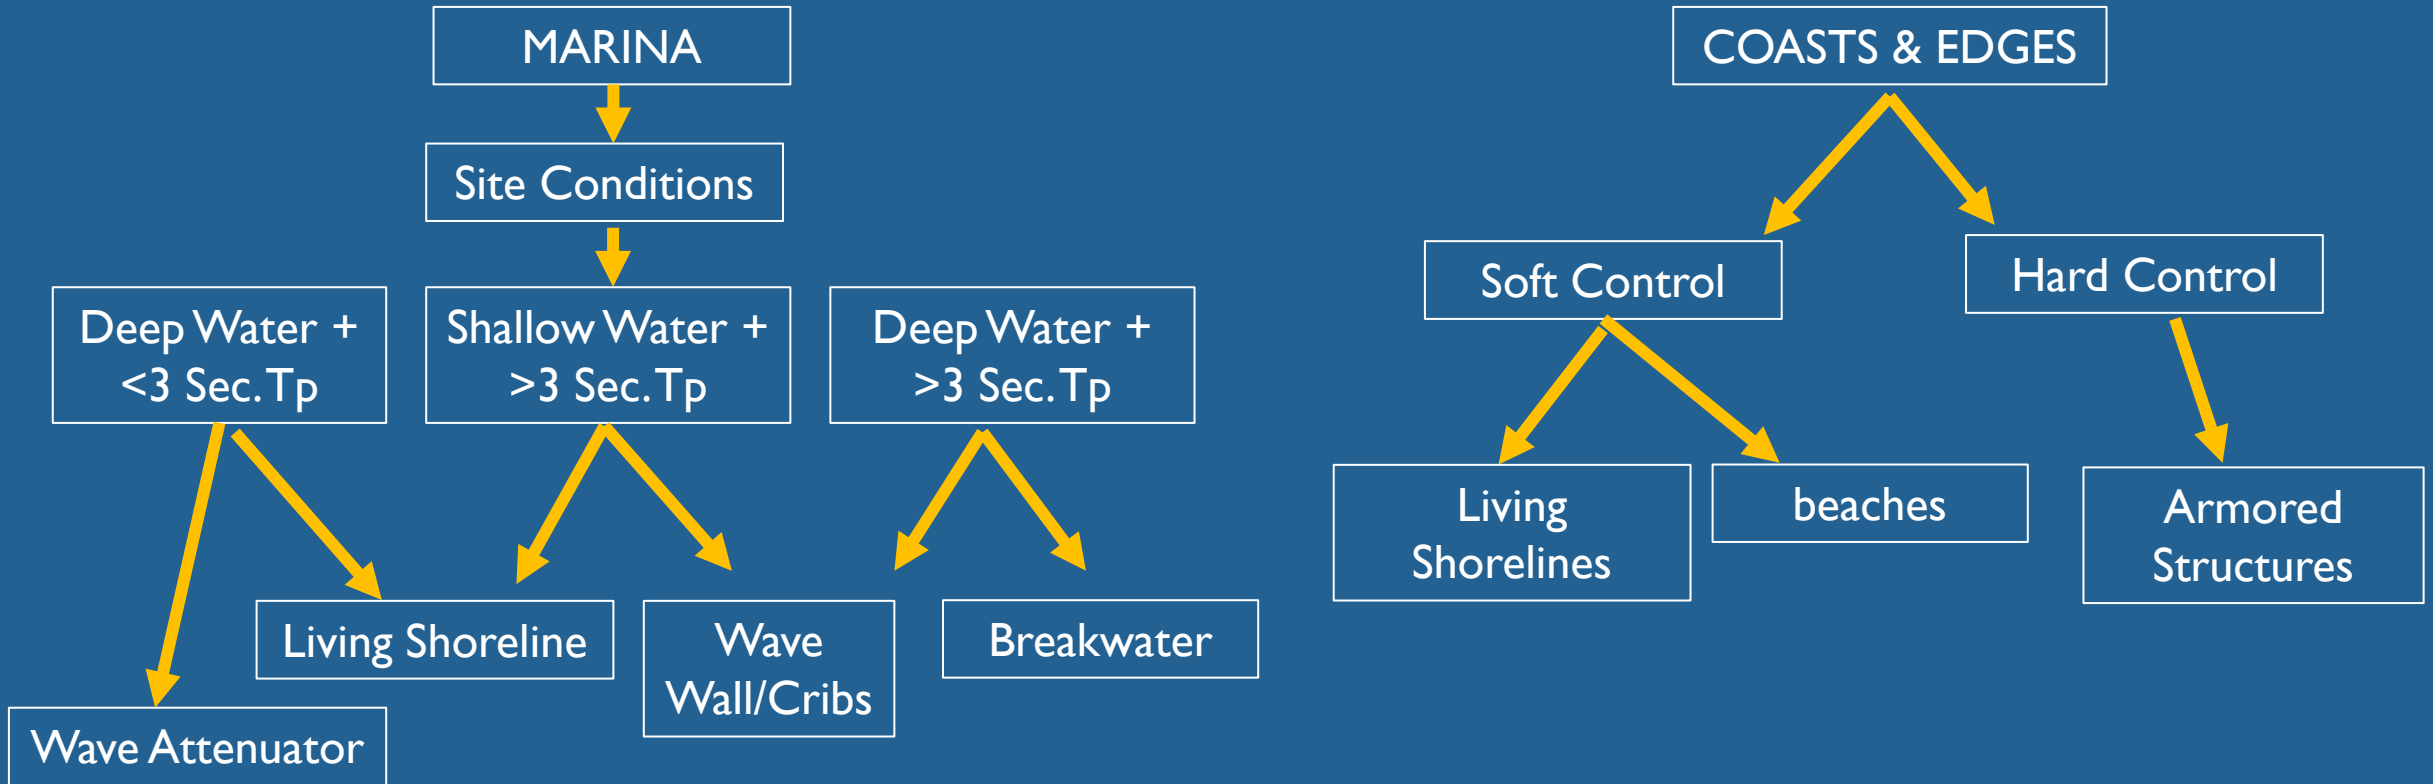 MARINA
Site Conditions
Deep Water +
<3 Sec. Tp
Shallow Water +
>3 Sec. Tp
Deep Water +
>3 Sec. Tp
Living Shoreline
Wave
Wall/Cribs
Breakwater
Wave Attenuator
COASTS & EDGES
Soft Control
Hard Control
Living
Shorelines
beaches
Armored
Structures